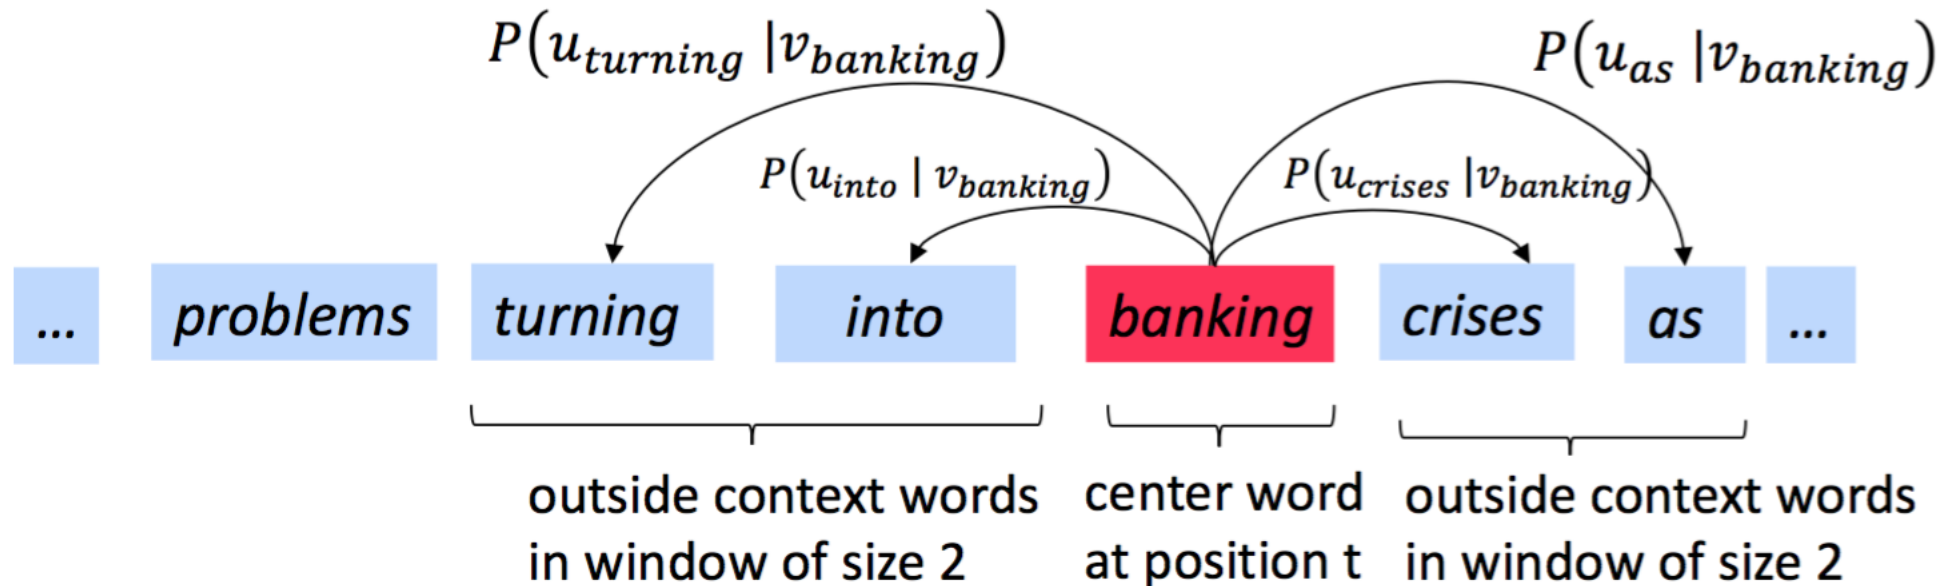 P(u_turning |v_banking)
P(u_as |v_banking)
P(u_into | v_banking)
P(u_crises |v_banking)
... problems turning into banking crises as ...
outside context words
in window of size 2
center word
at position t
outside context words
in window of size 2